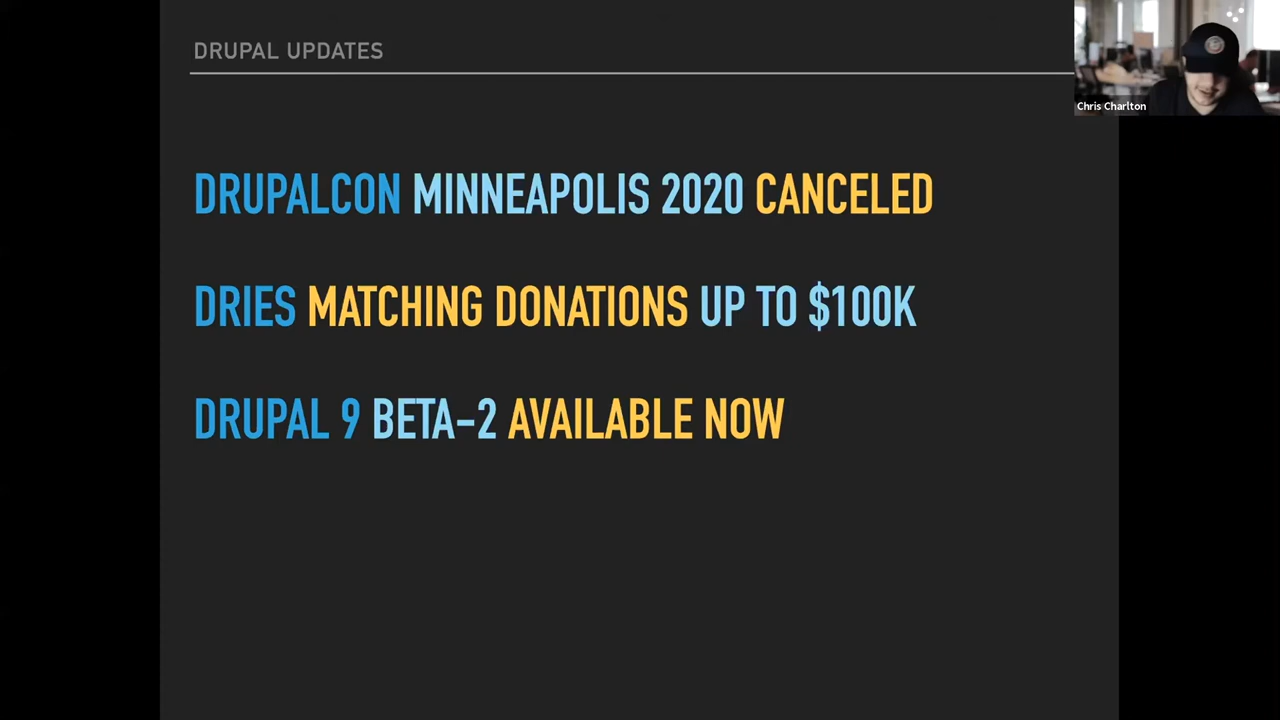 DRUPAL UPDATES
Chris Charlton
DRUPALCON MINNEAPOLIS 2020 CANCELED
DRIES MATCHING DONATIONS UP TO $100K
DRUPAL 9 BETA-2 AVAILABLE NOW